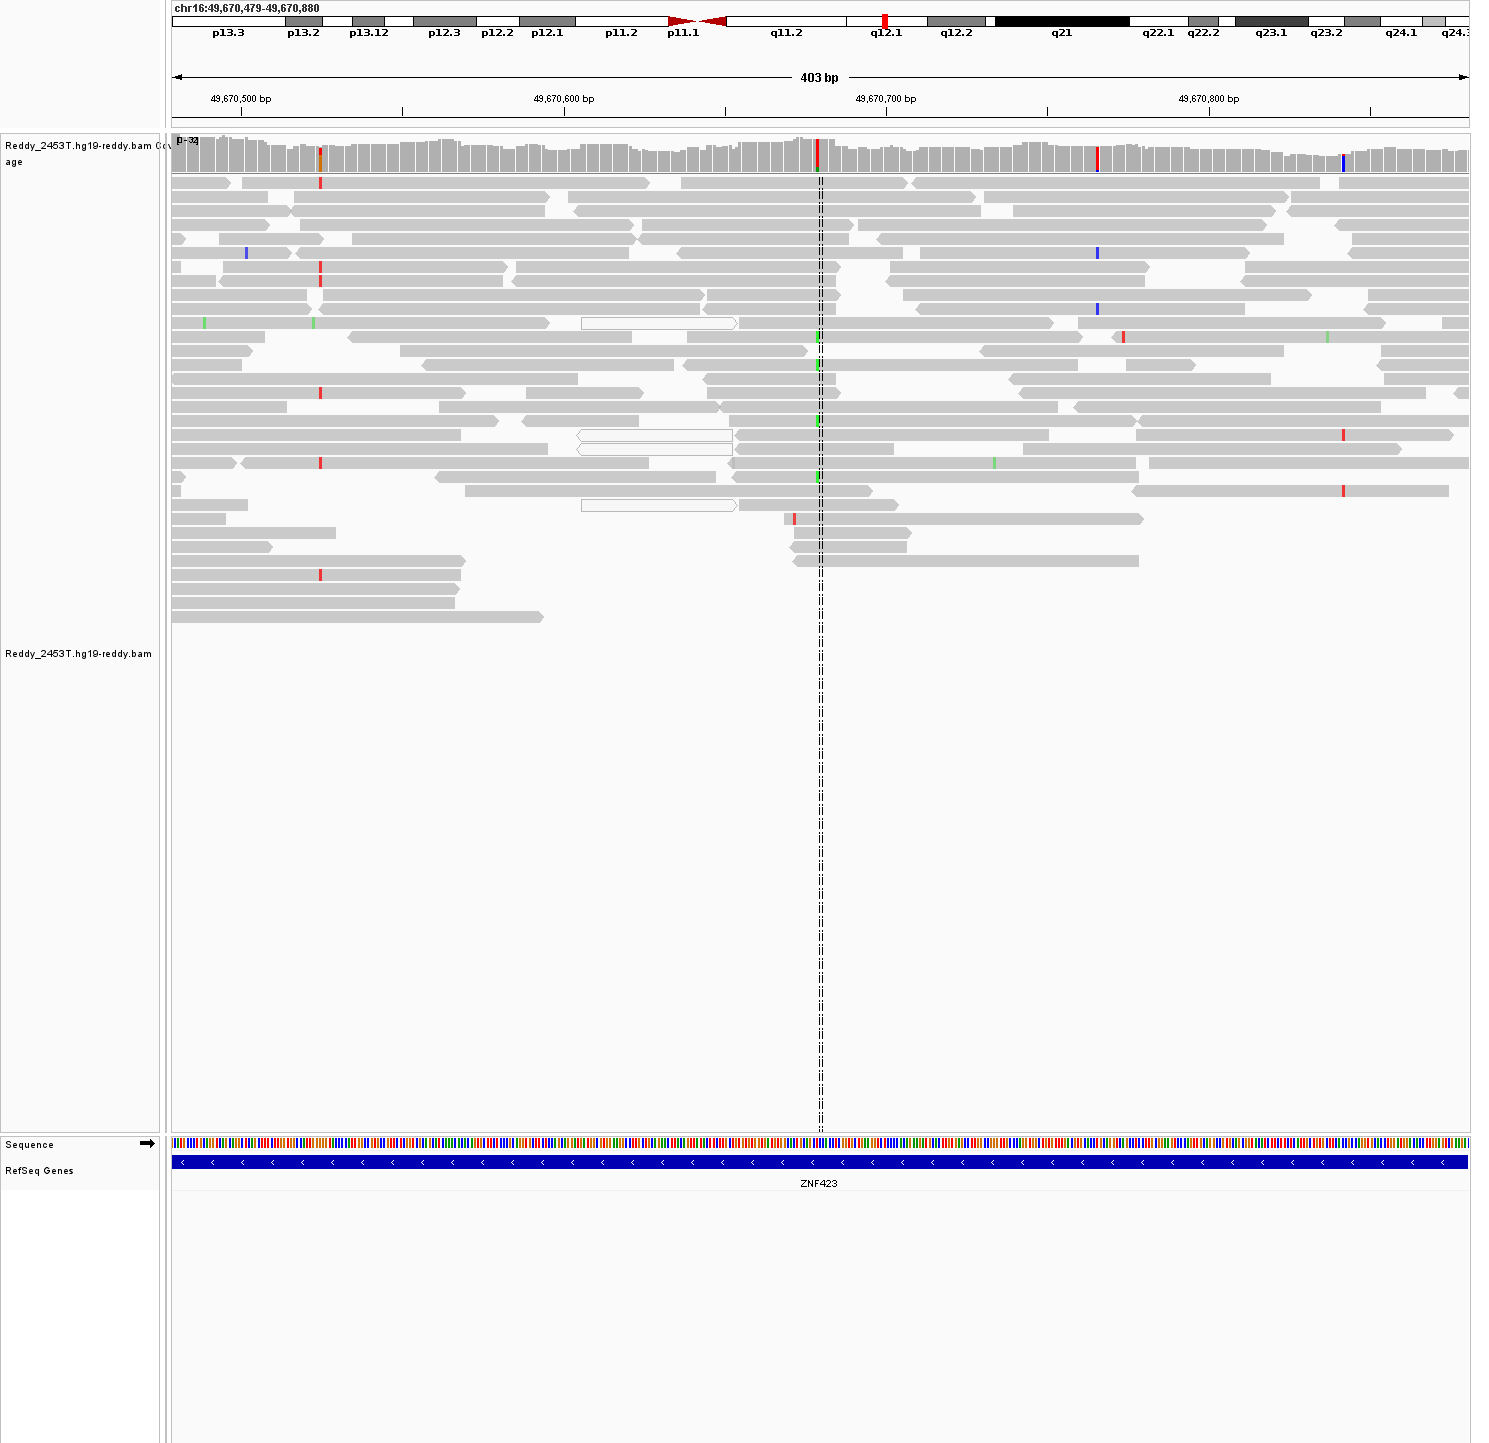 chr16:49,670,479-49,670,880
p13.3 p13.2 p13.12 p12.3 p12.2 p12.1 p11.2 p11.1 q11.2 q12.1 q12.2 q21 q22.1 q22.2 q23.1 q23.2 q24.1 q24.3
403 bp
49,670,500 bp 49,670,600 bp 49,670,700 bp 49,670,800 bp
[0 - 32]
Reddy_2453T.hg19-reddy.bam Cov
age
Reddy_2453T.hg19-reddy.bam
Sequence
RefSeq Genes
ZNF423